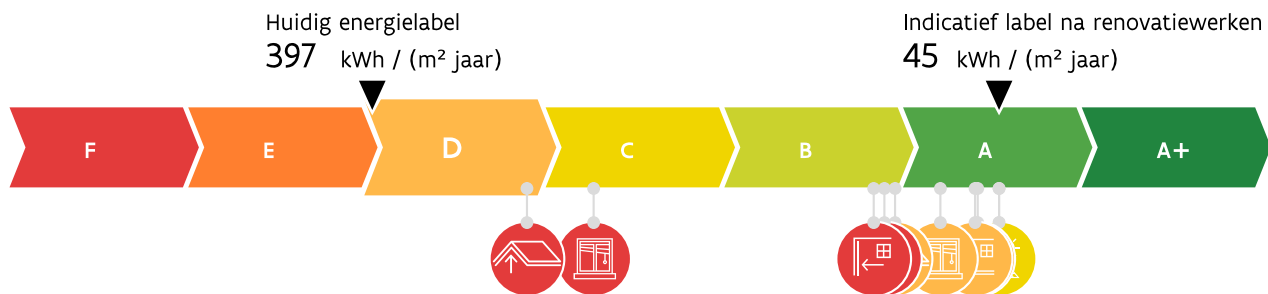 Huidig energielabel
397 kWh / (m² jaar)
Indicatief label na renovatiewerken
45 kWh / (m² jaar)
F E D C B A A+